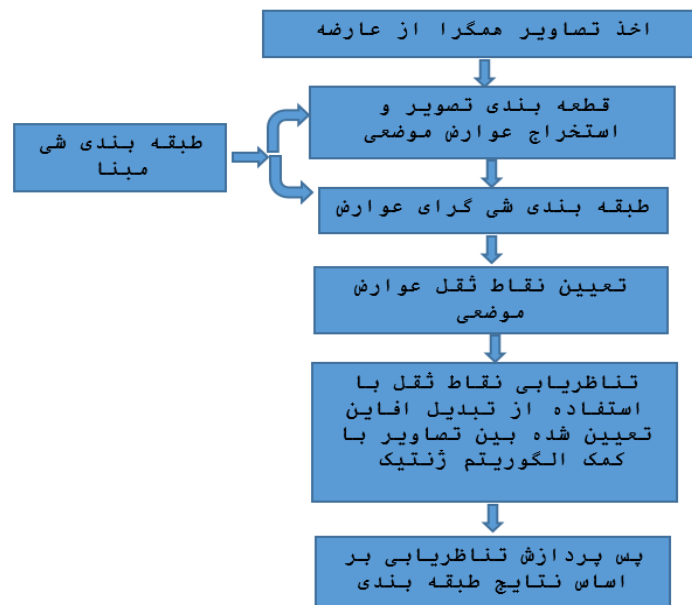 اخذ تصاویر همگرا از عارضه
قطعه بندی تصویر و
استخراج عوارض موضعی
طبقه بندی شی
مبنا
طبقه بندی شی گرای عوارض
تعیین نقاط ثقل عوارض
موضعی
تناظریابی نقاط ثقل با
استفاده از تبدیل افاین
تعیین شده بین تصاویر با
کمک الگوریتم ژنتیک
پس پردازش تناظریابی بر
اساس نتایج طبقه بندی